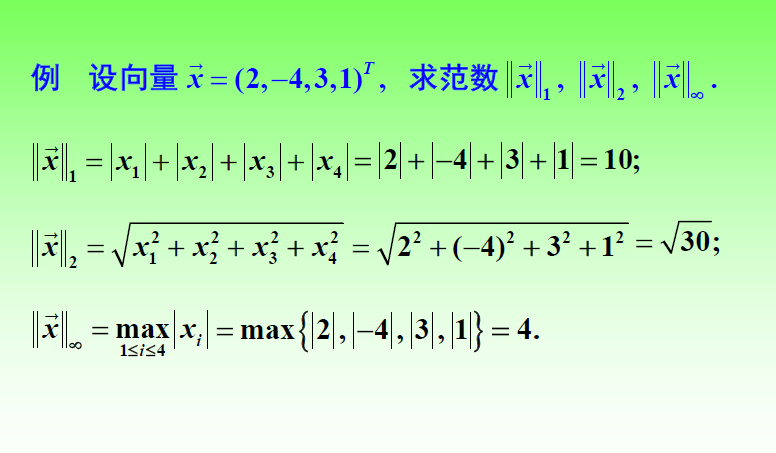 例 设向量 x⃗ = (2,−4,3,1)ᵀ, 求范数 ‖x⃗‖₁, ‖x⃗‖₂, ‖x⃗‖∞.
‖x⃗‖₁ = |x₁| + |x₂| + |x₃| + |x₄| = |2| + |−4| + |3| + |1| = 10;
‖x⃗‖₂ = √(x₁² + x₂² + x₃² + x₄²) = √(2² + (−4)² + 3² + 1²) = √30;
‖x⃗‖∞ = max_{1≤i≤4} |xᵢ| = max{|2|, |−4|, |3|, |1|} = 4.